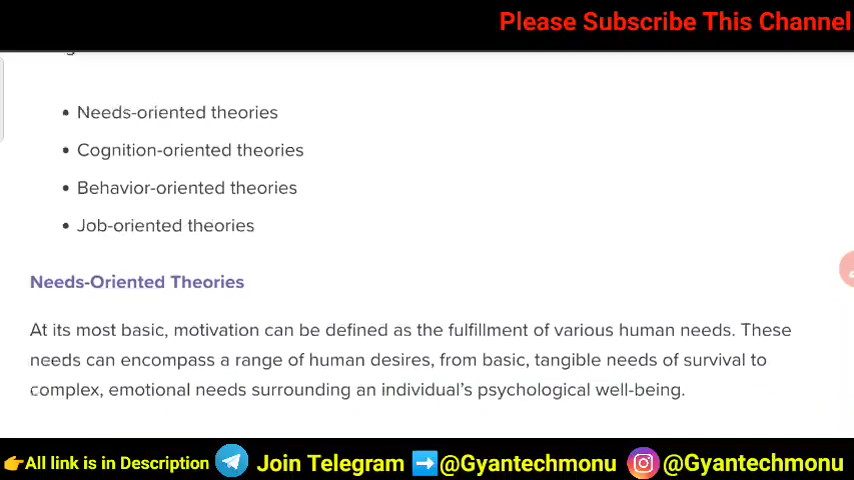 Please Subscribe This Channel
• Needs-oriented theories
• Cognition-oriented theories
• Behavior-oriented theories
• Job-oriented theories
Needs-Oriented Theories
At its most basic, motivation can be defined as the fulfillment of various human needs. These
needs can encompass a range of human desires, from basic, tangible needs of survival to
complex, emotional needs surrounding an individual's psychological well-being.
👉All link is in Description Join Telegram ➡️@Gyantechmonu @Gyantechmonu